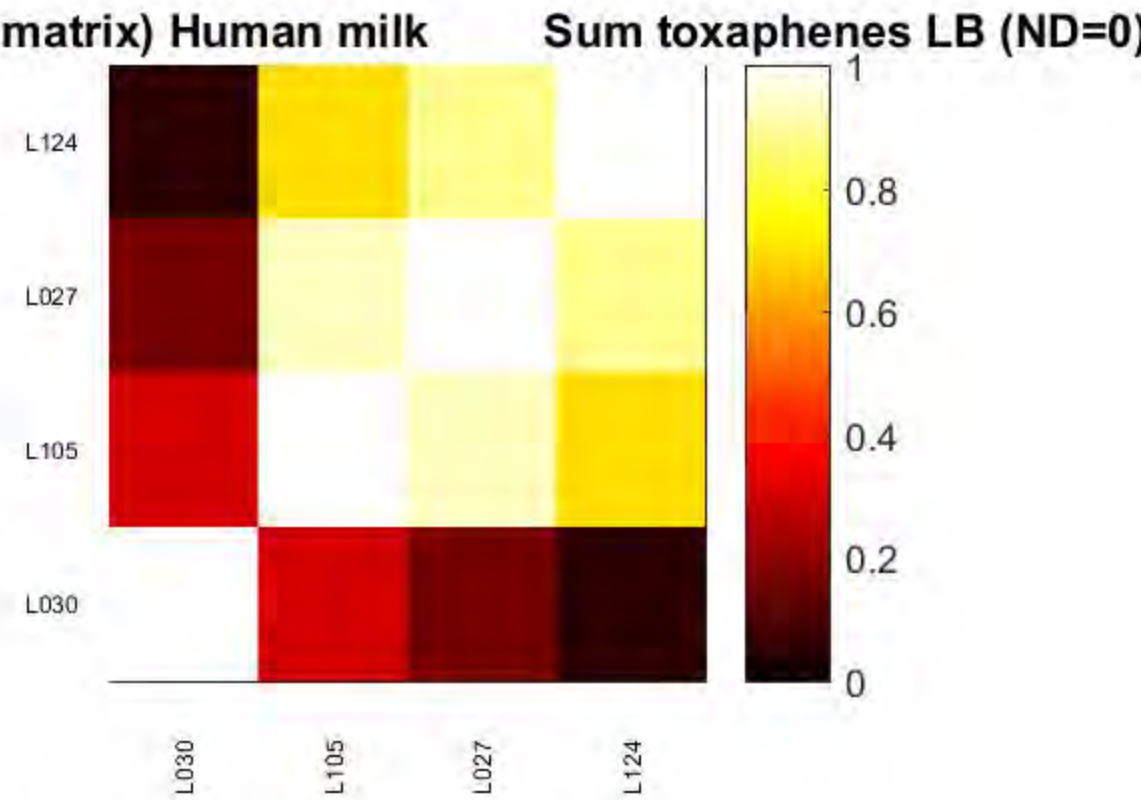 matrix) Human milk Sum toxaphenes LB (ND=0)
L124
L027
L105
L030
L030 L105 L027 L124
1
0.8
0.6
0.4
0.2
0